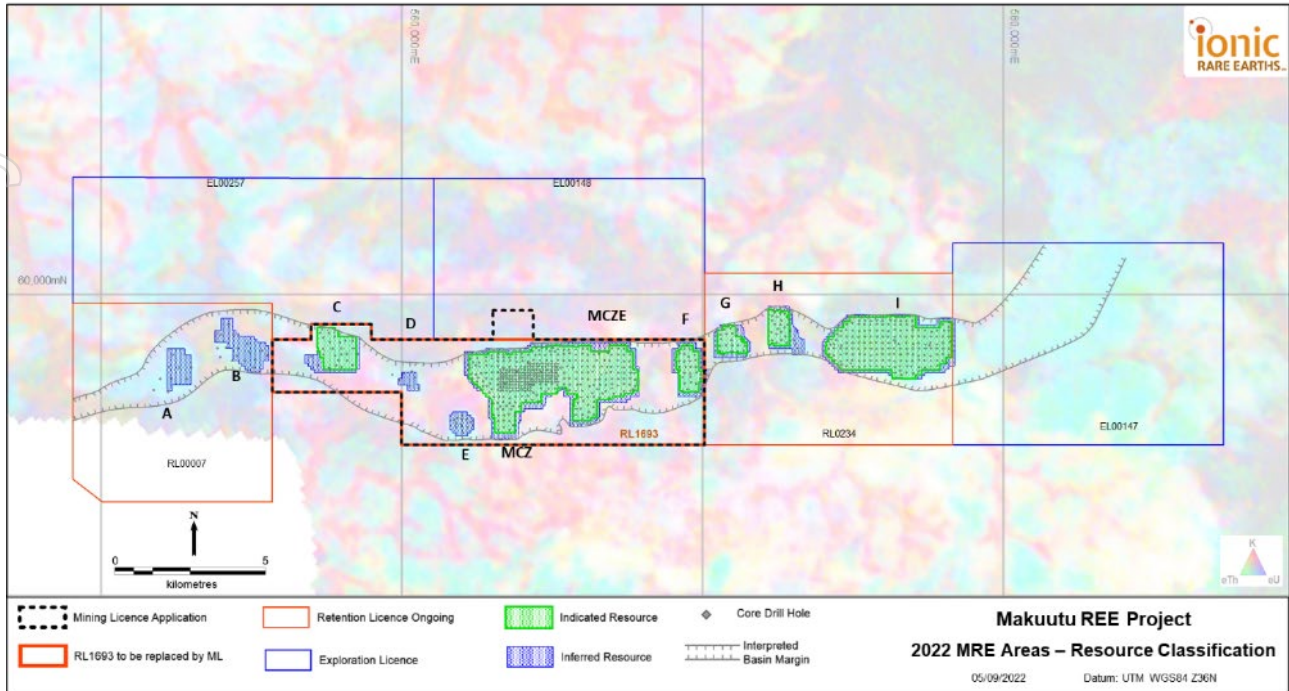 560,000mE
560,000mE
ionic
RARE EARTHS
EL00257
EL00148
60,000mN
C
D
MCZE
F
G
H
I
B
A
E
MCZ
RL1693
RL0234
EL00147
RL00007
N
0 5
kilometres
K
eTh eU
Mining Licence Application
Retention Licence Ongoing
Indicated Resource
Core Drill Hole
RL1693 to be replaced by ML
Exploration Licence
Inferred Resource
Interpreted
Basin Margin
Makuutu REE Project
2022 MRE Areas – Resource Classification
05/09/2022 Datum: UTM WGS84 Z36N